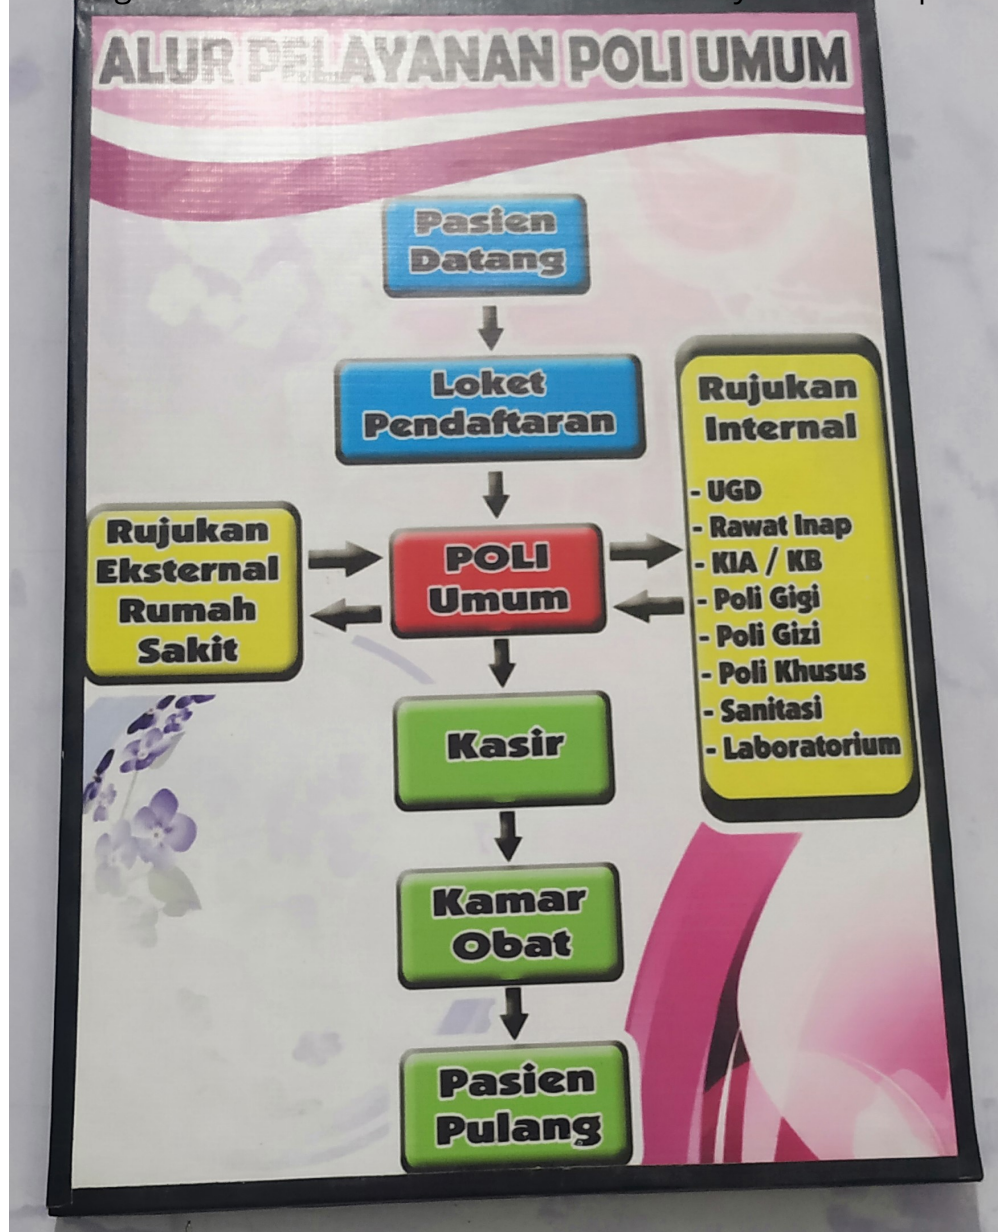 ALUR PELAYANAN POLI UMUM
Pasien
Datang
Loket
Pendaftaran
Rujukan
Internal
- UGD
- Rawat Inap
- KIA / KB
- Poli Gigi
- Poli Gizi
- Poli Khusus
- Sanitasi
- Laboratorium
Rujukan
Eksternal
Rumah
Sakit
POLI
Umum
Kasir
Kamar
Obat
Pasien
Pulang